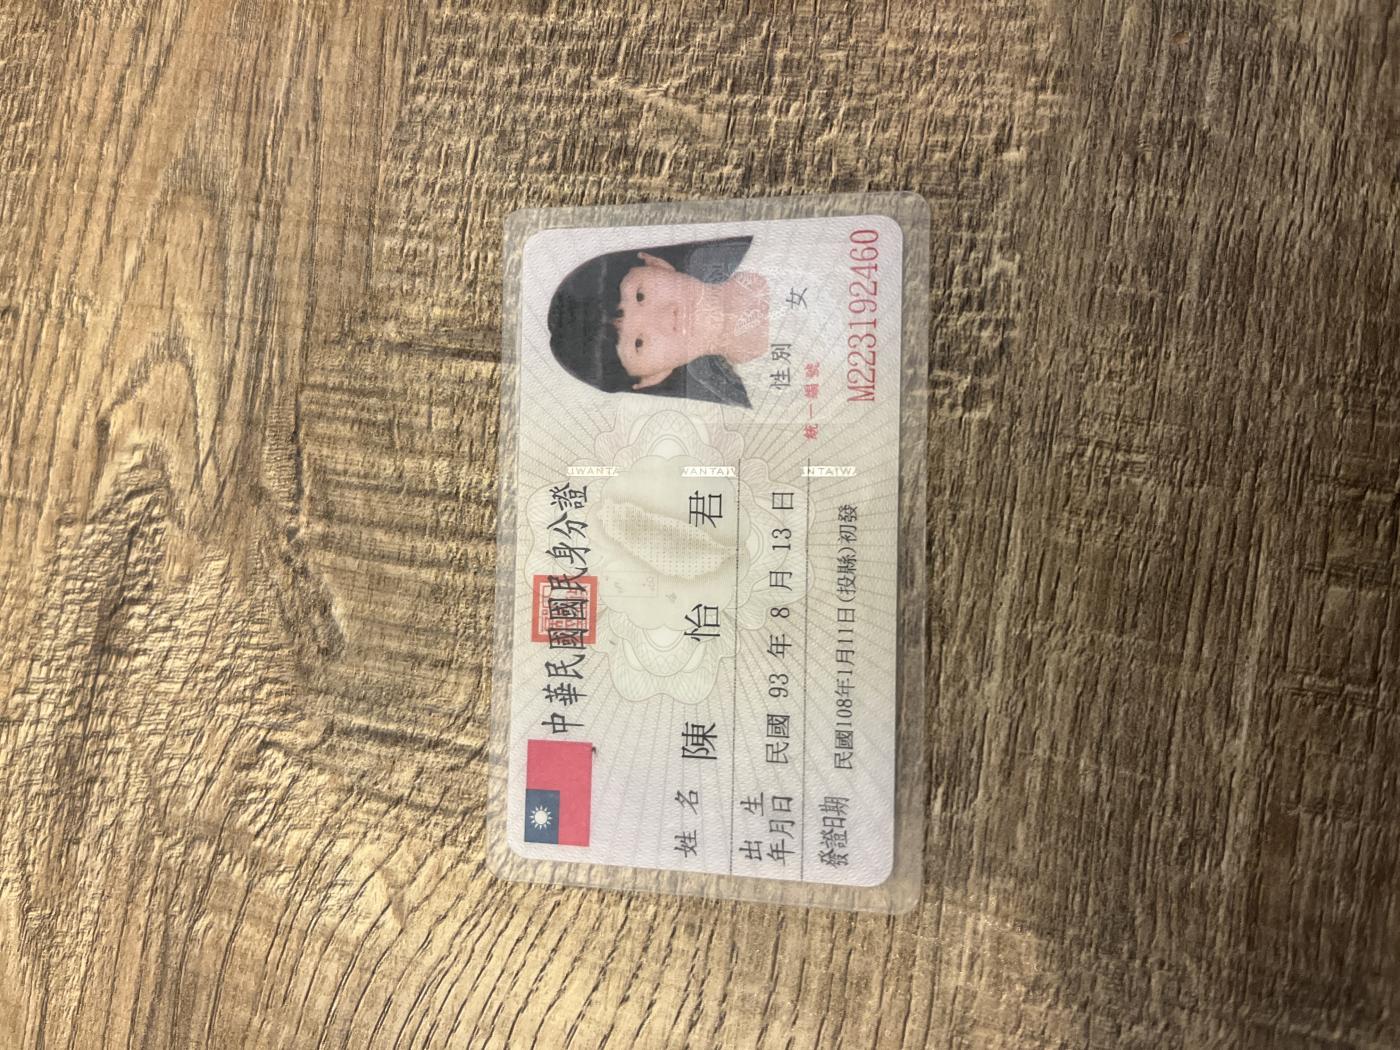 中華民國國民身分證
姓名 陳怡君
出生年月日 民國 93 年 8 月 13 日
性別 女
發證日期 民國108年1月11日(投縣)初發
統一編號
M223192460